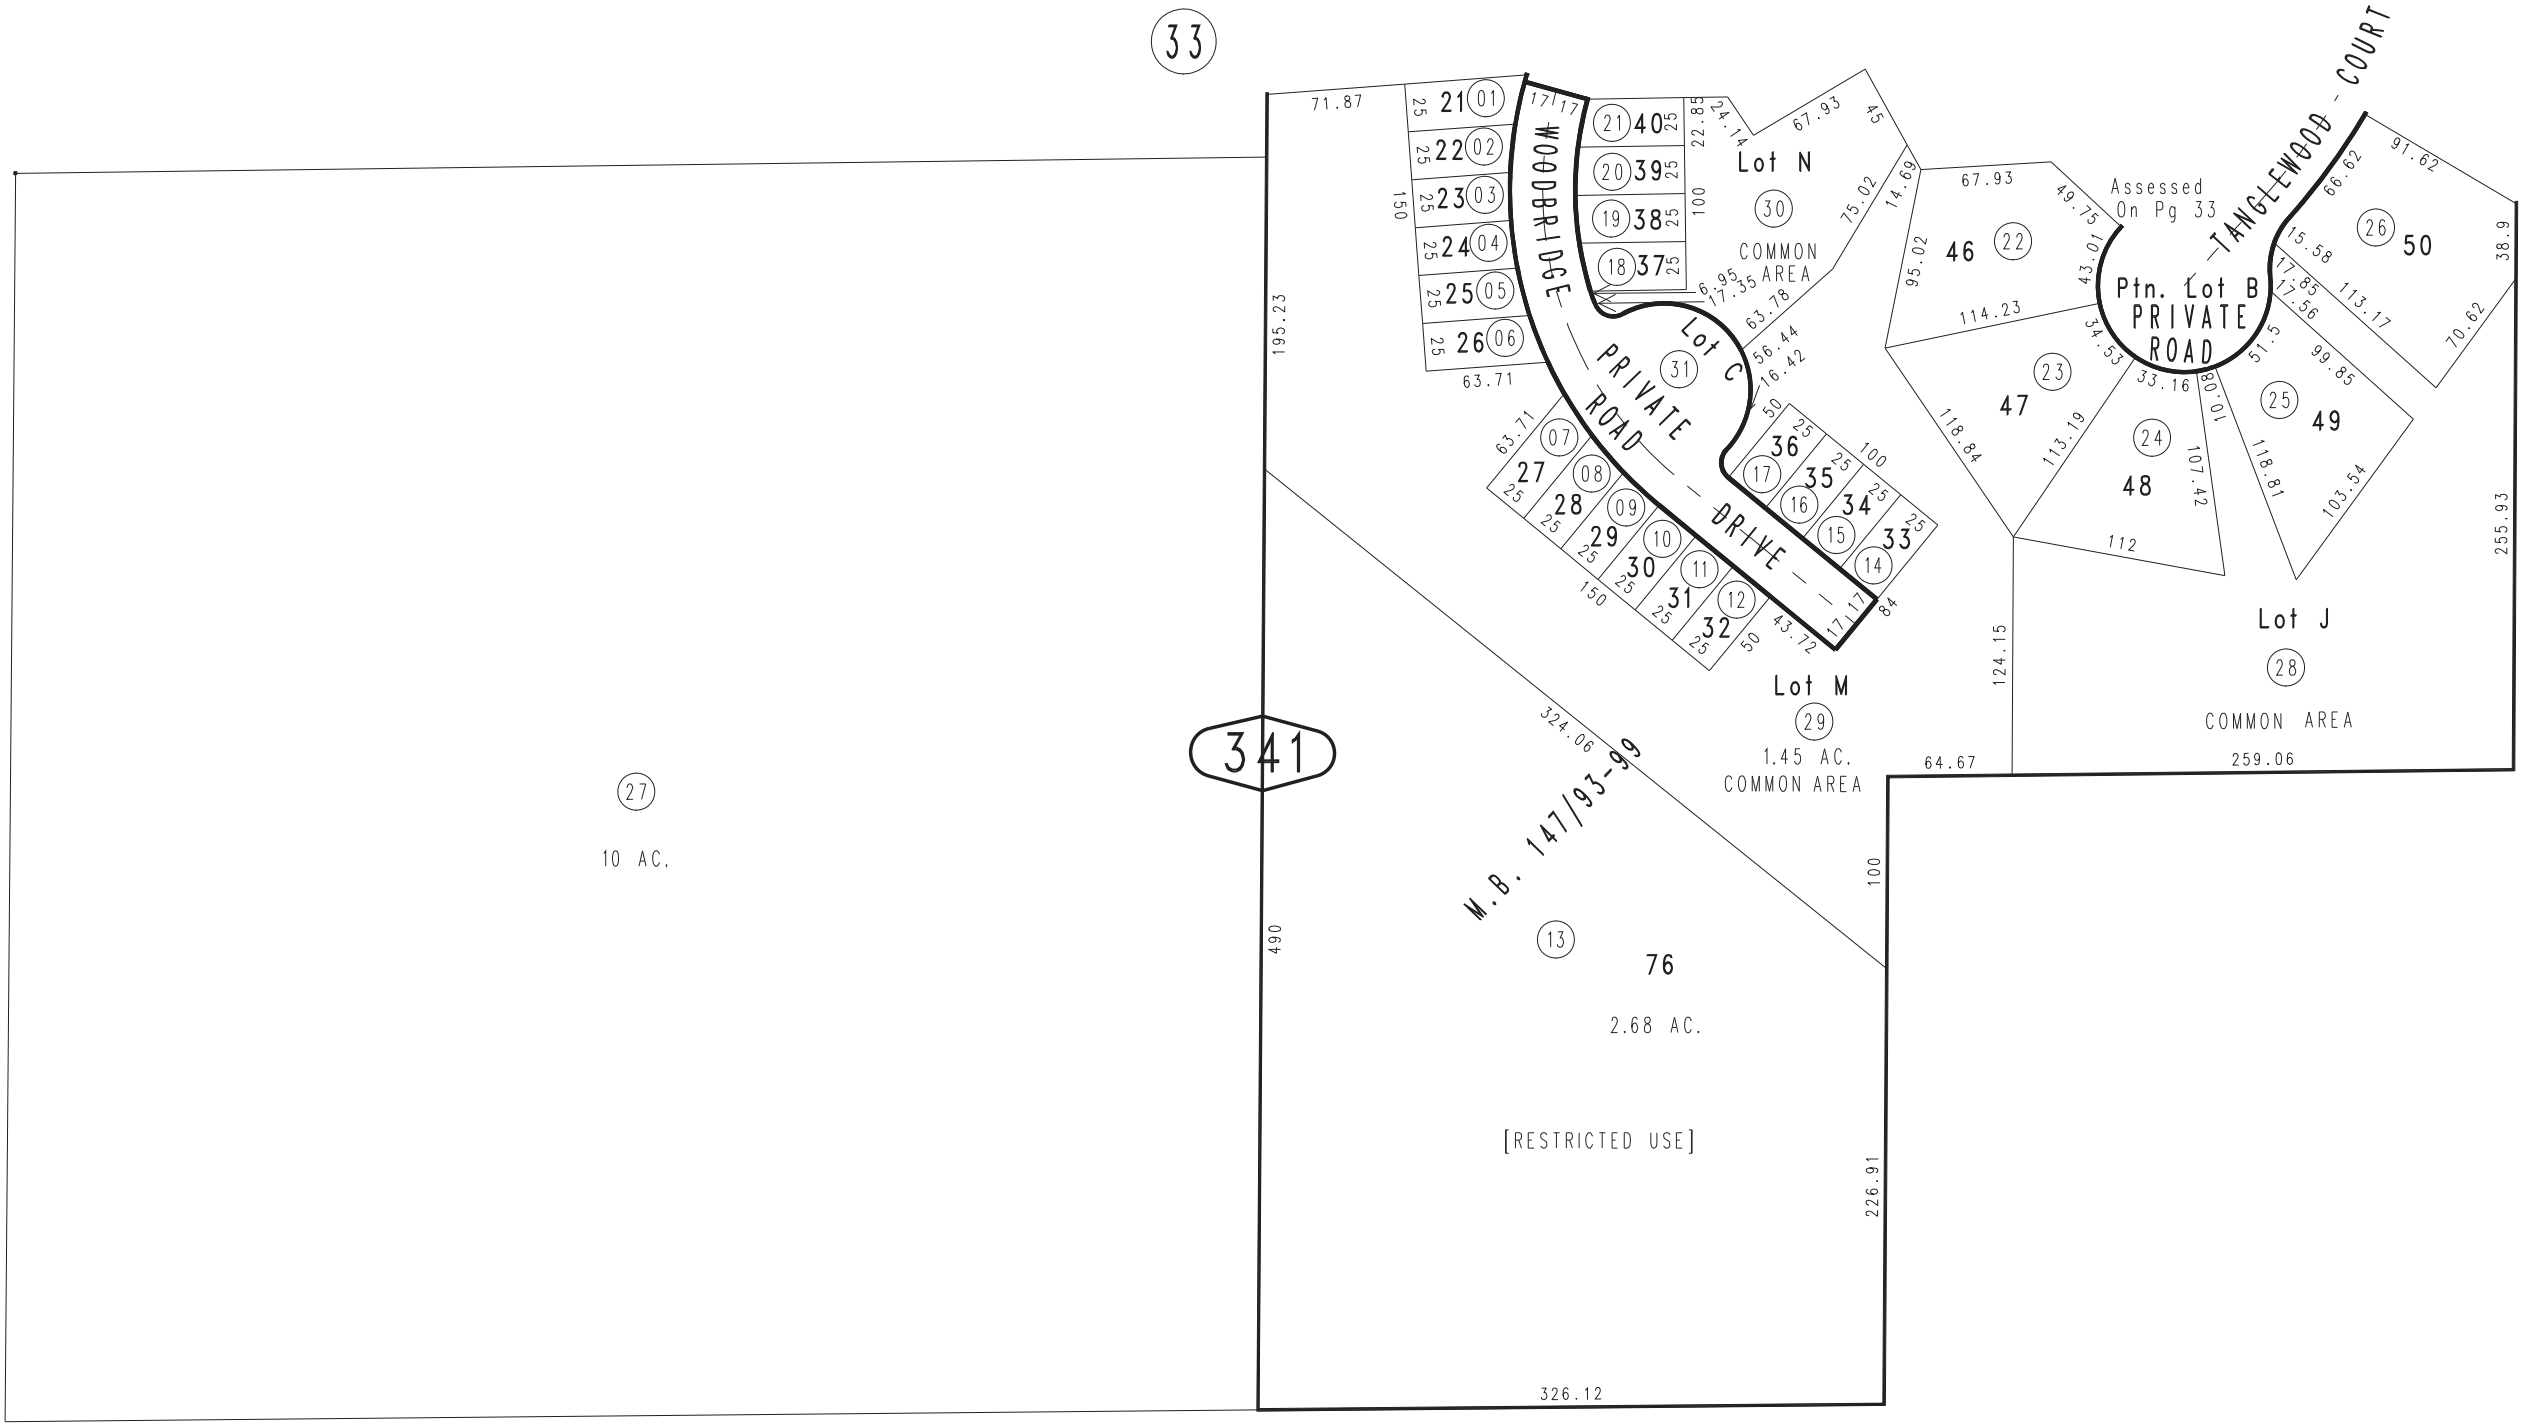 33
71.87
25 21 01
25 22 02
25 23 03
25 24 04
25 25 05
25 26 06
150
63.71
195.23
17 17
WOODBRIDGE
PRIVATE
ROAD
DRIVE
21 40 25
20 39 25
19 38 25
18 37 25
22.85
100
24.14
67.93
45
Lot N
30
COMMON
AREA
75.02
14.69
6.95
17.35
63.78
56.44
16.42
Lot C
31
50
100
25 36 17
25 35 16
25 34 15
25 33 14
63.71
07 27 25
08 28 25
09 29 25
10 30 25
11 31 25
12 32 25
150
50
43.72
17 17
84
67.93
49.75
43.01
95.02
46 22
114.23
Assessed
On Pg 33
TANGLEWOOD - COURT
Ptn. Lot B
PRIVATE
ROAD
34.53
33.16
10.08
51.5
23
47
118.84
113.19
24
48
107.42
112
25
49
118.81
99.85
103.54
17.56
17.85
15.58
66.62
91.62
26 50
38.9
113.17
70.62
255.93
Lot J
28
COMMON AREA
259.06
124.15
64.67
Lot M
29
1.45 AC.
COMMON AREA
324.06
M.B. 147/93-99
341
27
10 AC.
490
13
76
2.68 AC.
[RESTRICTED USE]
100
226.91
326.12